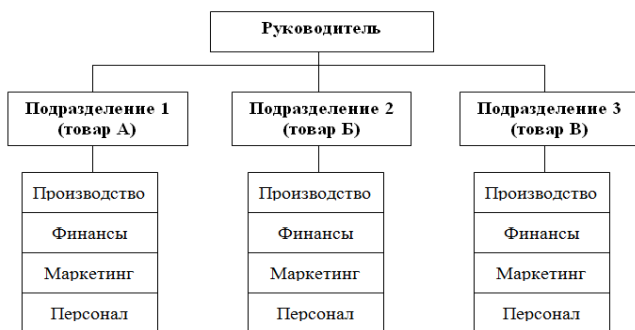 Руководитель
Подразделение 1
(товар А)
Подразделение 2
(товар Б)
Подразделение 3
(товар В)
Производство
Финансы
Маркетинг
Персонал
Производство
Финансы
Маркетинг
Персонал
Производство
Финансы
Маркетинг
Персонал